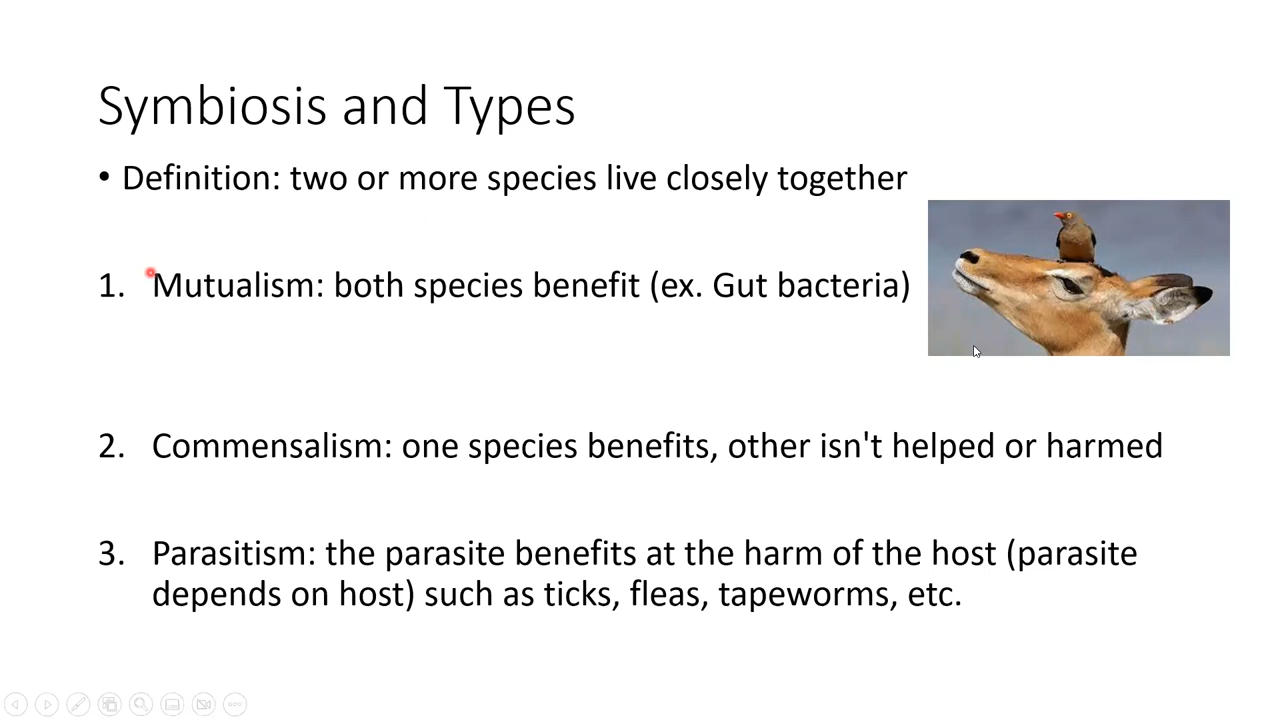 Symbiosis and Types
• Definition: two or more species live closely together
1. Mutualism: both species benefit (ex. Gut bacteria)
2. Commensalism: one species benefits, other isn't helped or harmed
3. Parasitism: the parasite benefits at the harm of the host (parasite
depends on host) such as ticks, fleas, tapeworms, etc.